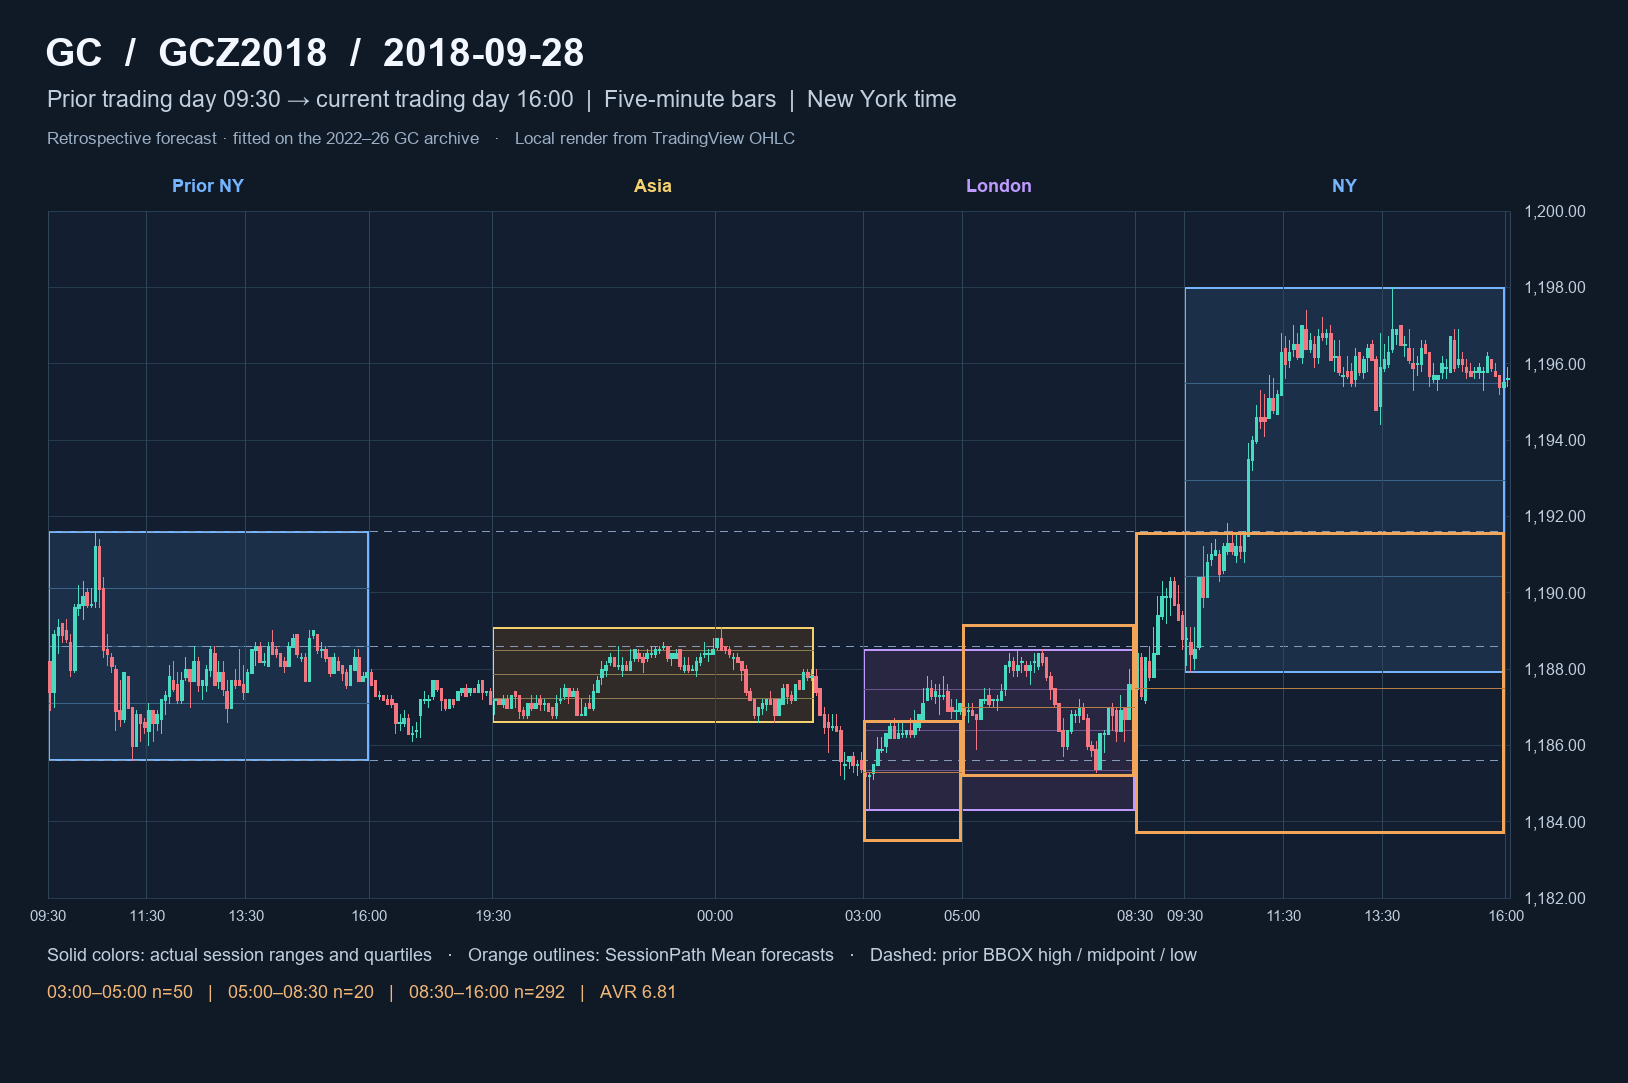 GC / GCZ2018 / 2018-09-28
Prior trading day 09:30 → current trading day 16:00 | Five-minute bars | New York time
Retrospective forecast · fitted on the 2022–26 GC archive · Local render from TradingView OHLC
Prior NY Asia London NY
1,200.00
1,198.00
1,196.00
1,194.00
1,192.00
1,190.00
1,188.00
1,186.00
1,184.00
1,182.00
09:30 11:30 13:30 16:00 19:30 00:00 03:00 05:00 08:30 09:30 11:30 13:30 16:00
Solid colors: actual session ranges and quartiles · Orange outlines: SessionPath Mean forecasts · Dashed: prior BBOX high / midpoint / low
03:00–05:00 n=50 | 05:00–08:30 n=20 | 08:30–16:00 n=292 | AVR 6.81